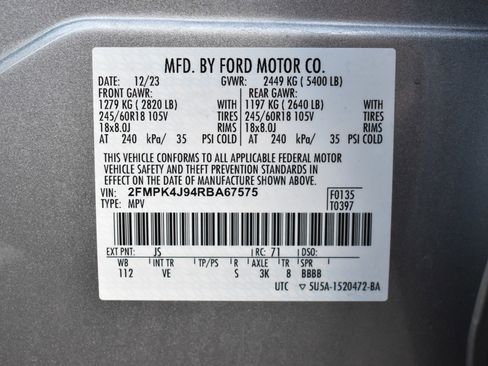 MFD. BY FORD MOTOR CO.
DATE: 12/23 GVWR: 2449 KG (5400 LB)
FRONT GAWR: REAR GAWR:
1279 KG (2820 LB) WITH 1197 KG (2640 LB) WITH
245/60R18 105V TIRES 245/60R18 105V TIRES
18x8.0J RIMS 18x8.0J RIMS
AT 240 kPa/ 35 PSI COLD AT 240 kPa/ 35 PSI COLD
THIS VEHICLE CONFORMS TO ALL APPLICABLE FEDERAL MOTOR
VEHICLE SAFETY AND THEFT PREVENTION STANDARDS IN
EFFECT ON THE DATE OF MANUFACTURE SHOWN ABOVE.
VIN: 2FMPK4J94RBA67575 F0135
TYPE: MPV T0397
EXT PNT: JS RC: 71 DSO:
WB INT TR TP/PS R AXLE TR SPR
112 VE S 3K 8 BBBB
UTC ▽ 5U5A-1520472-BA